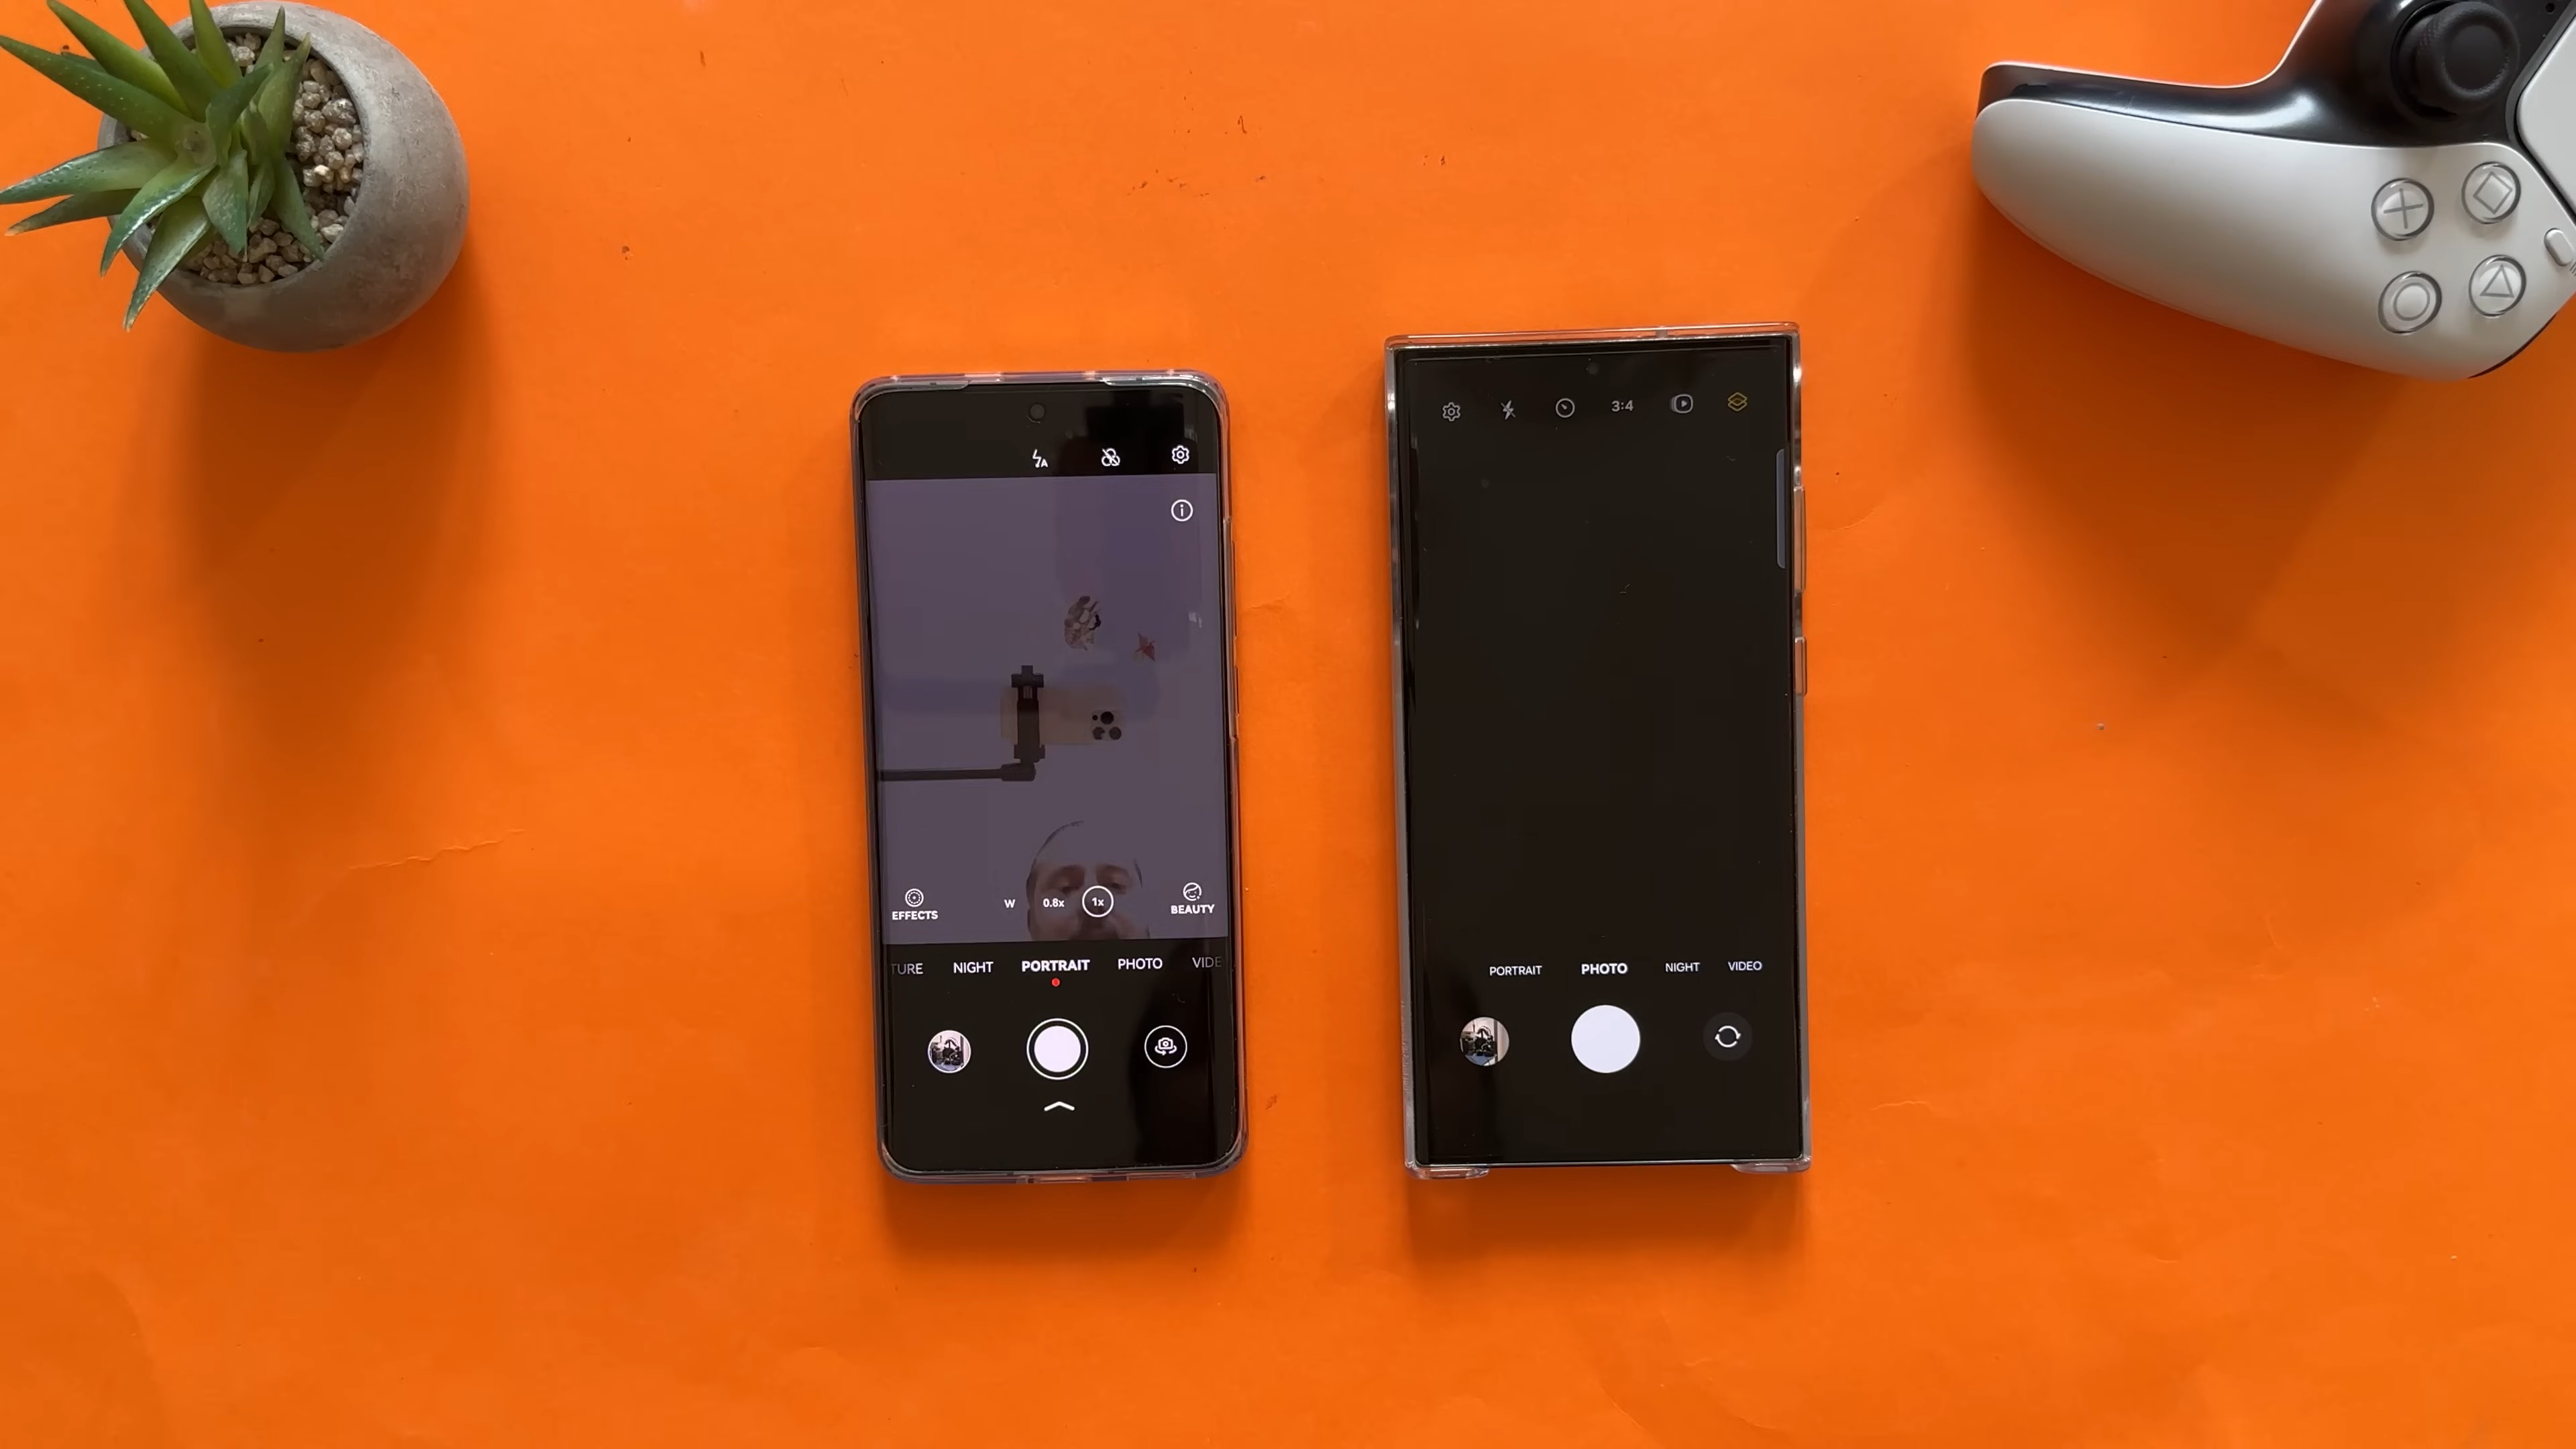 EFFECTS
W 0.8x 1x
BEAUTY
TURE NIGHT PORTRAIT PHOTO VIDE
3:4
PORTRAIT PHOTO NIGHT VIDEO